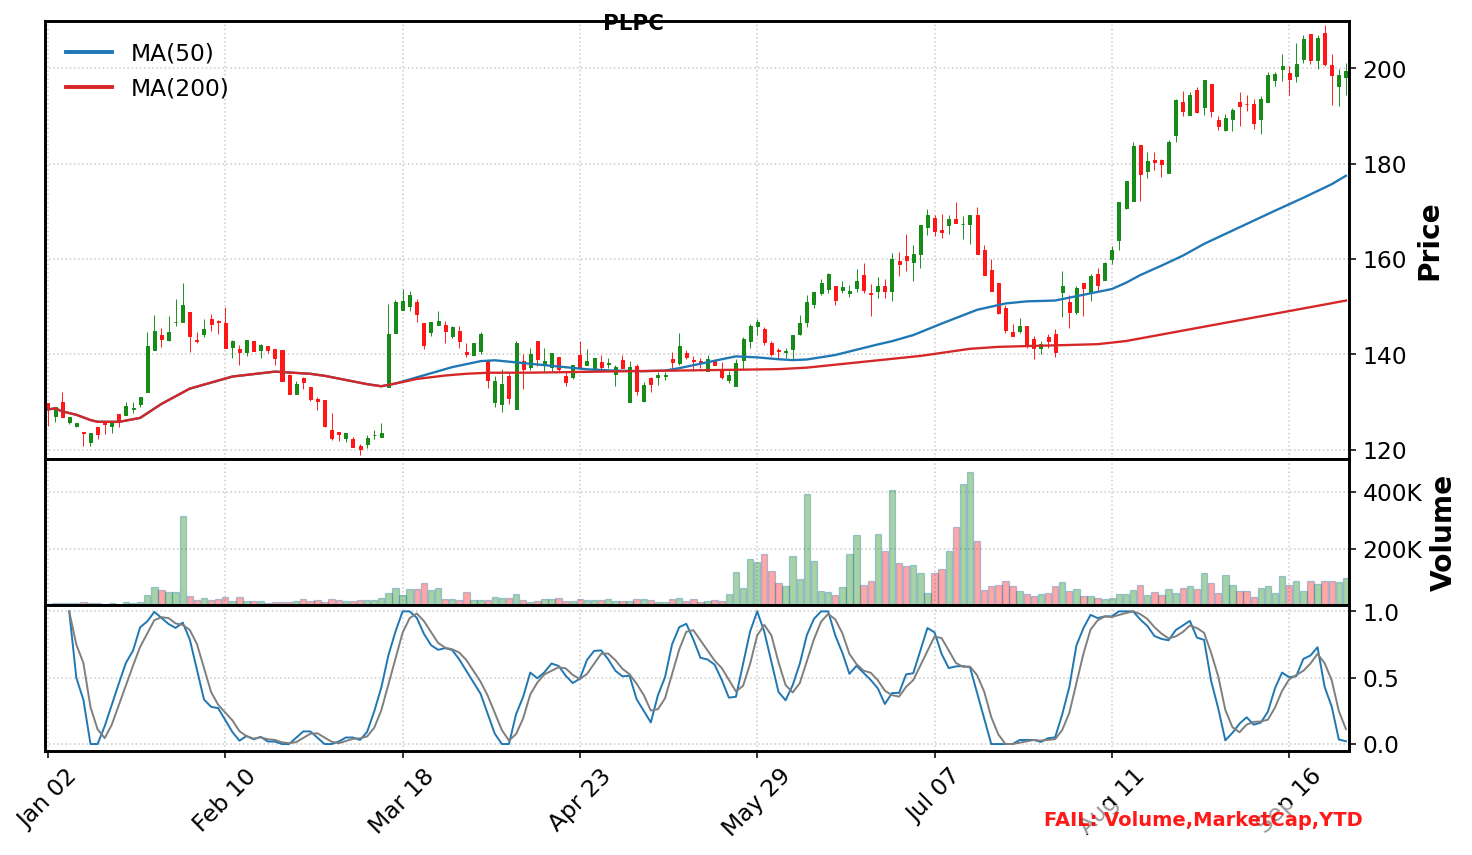 PLPC
MA(50)
MA(200)
200
180
160
140
120
Price
400K
200K
Volume
1.0
0.5
0.0
Jan 02
Feb 10
Mar 18
Apr 23
May 29
Jul 07
Aug 11
Sep 16
FAIL: Volume,MarketCap,YTD